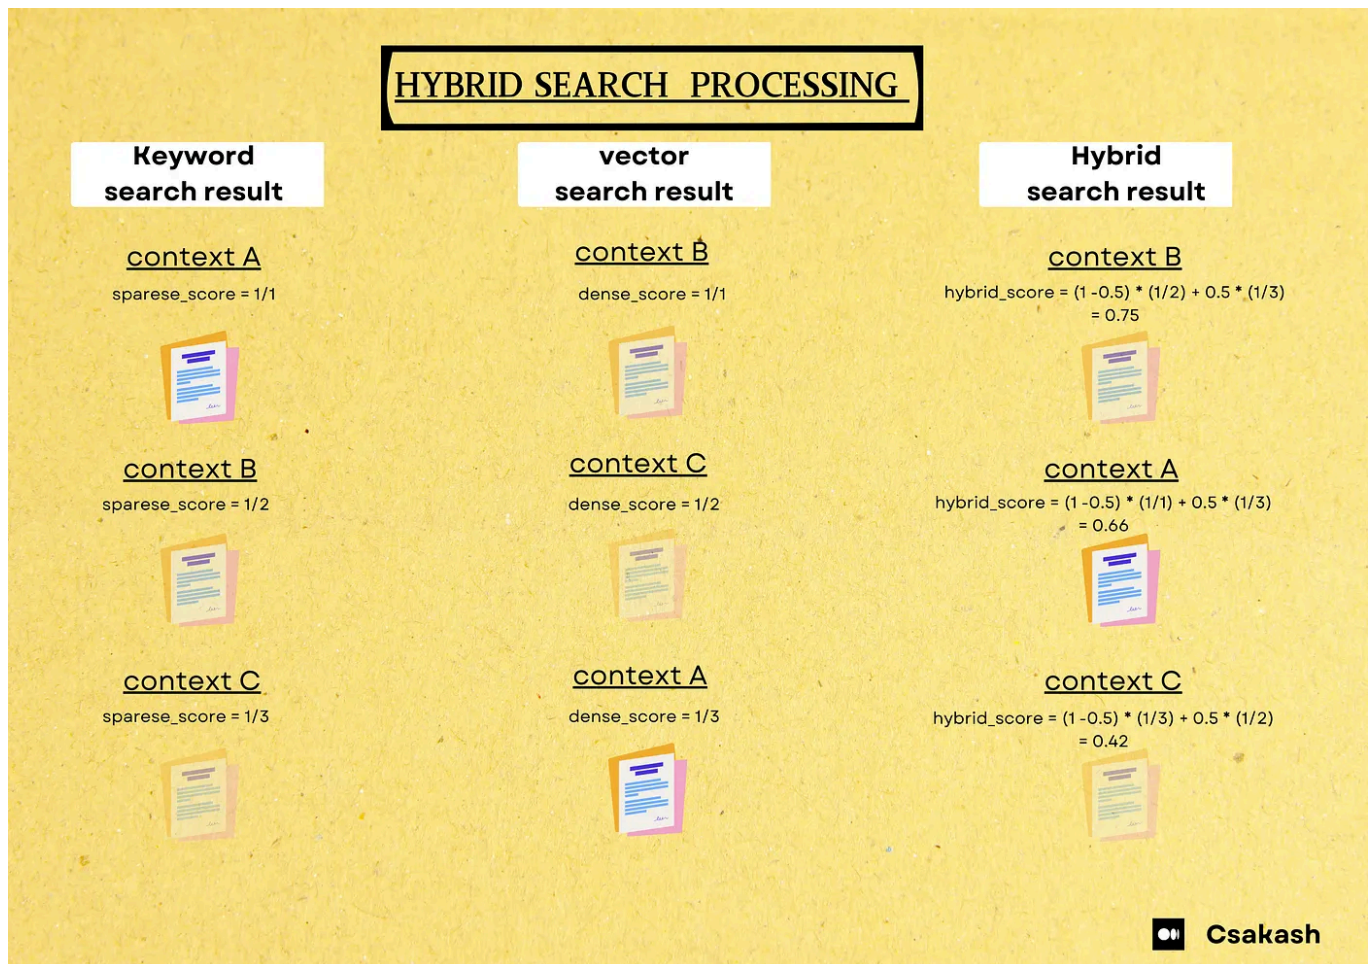 HYBRID SEARCH PROCESSING
Keyword
search result
context A
sparese_score = 1/1
context B
sparese_score = 1/2
context C
sparese_score = 1/3
vector
search result
context B
dense_score = 1/1
context C
dense_score = 1/2
context A
dense_score = 1/3
Hybrid
search result
context B
hybrid_score = (1 -0.5) * (1/2) + 0.5 * (1/3)
= 0.75
context A
hybrid_score = (1 -0.5) * (1/1) + 0.5 * (1/3)
= 0.66
context C
hybrid_score = (1 -0.5) * (1/3) + 0.5 * (1/2)
= 0.42
Csakash